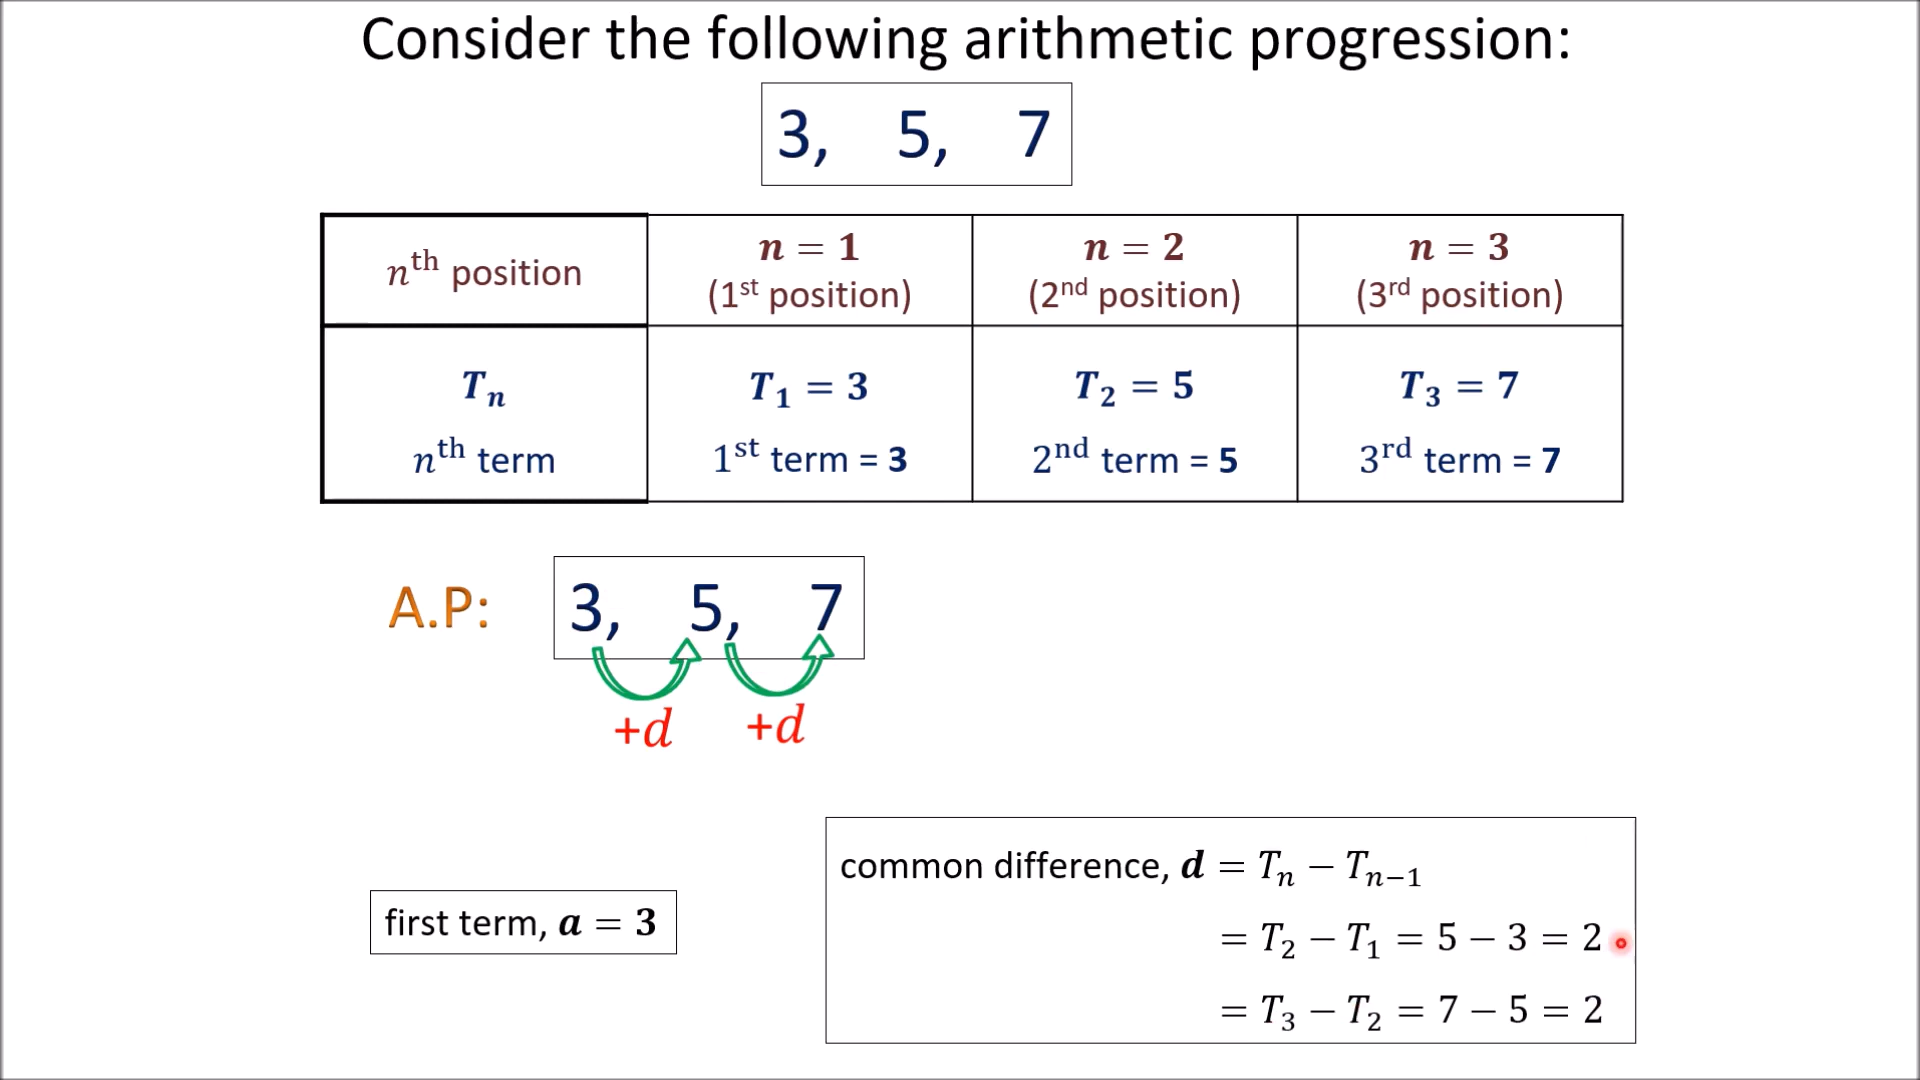 Consider the following arithmetic progression:
3, 5, 7
nᵗʰ position
n = 1
(1ˢᵗ position)
n = 2
(2ⁿᵈ position)
n = 3
(3ʳᵈ position)
Tₙ
nᵗʰ term
T₁ = 3
1ˢᵗ term = 3
T₂ = 5
2ⁿᵈ term = 5
T₃ = 7
3ʳᵈ term = 7
A.P: 3, 5, 7
+d +d
first term, a = 3
common difference, d = Tₙ − Tₙ₋₁
= T₂ − T₁ = 5 − 3 = 2
= T₃ − T₂ = 7 − 5 = 2